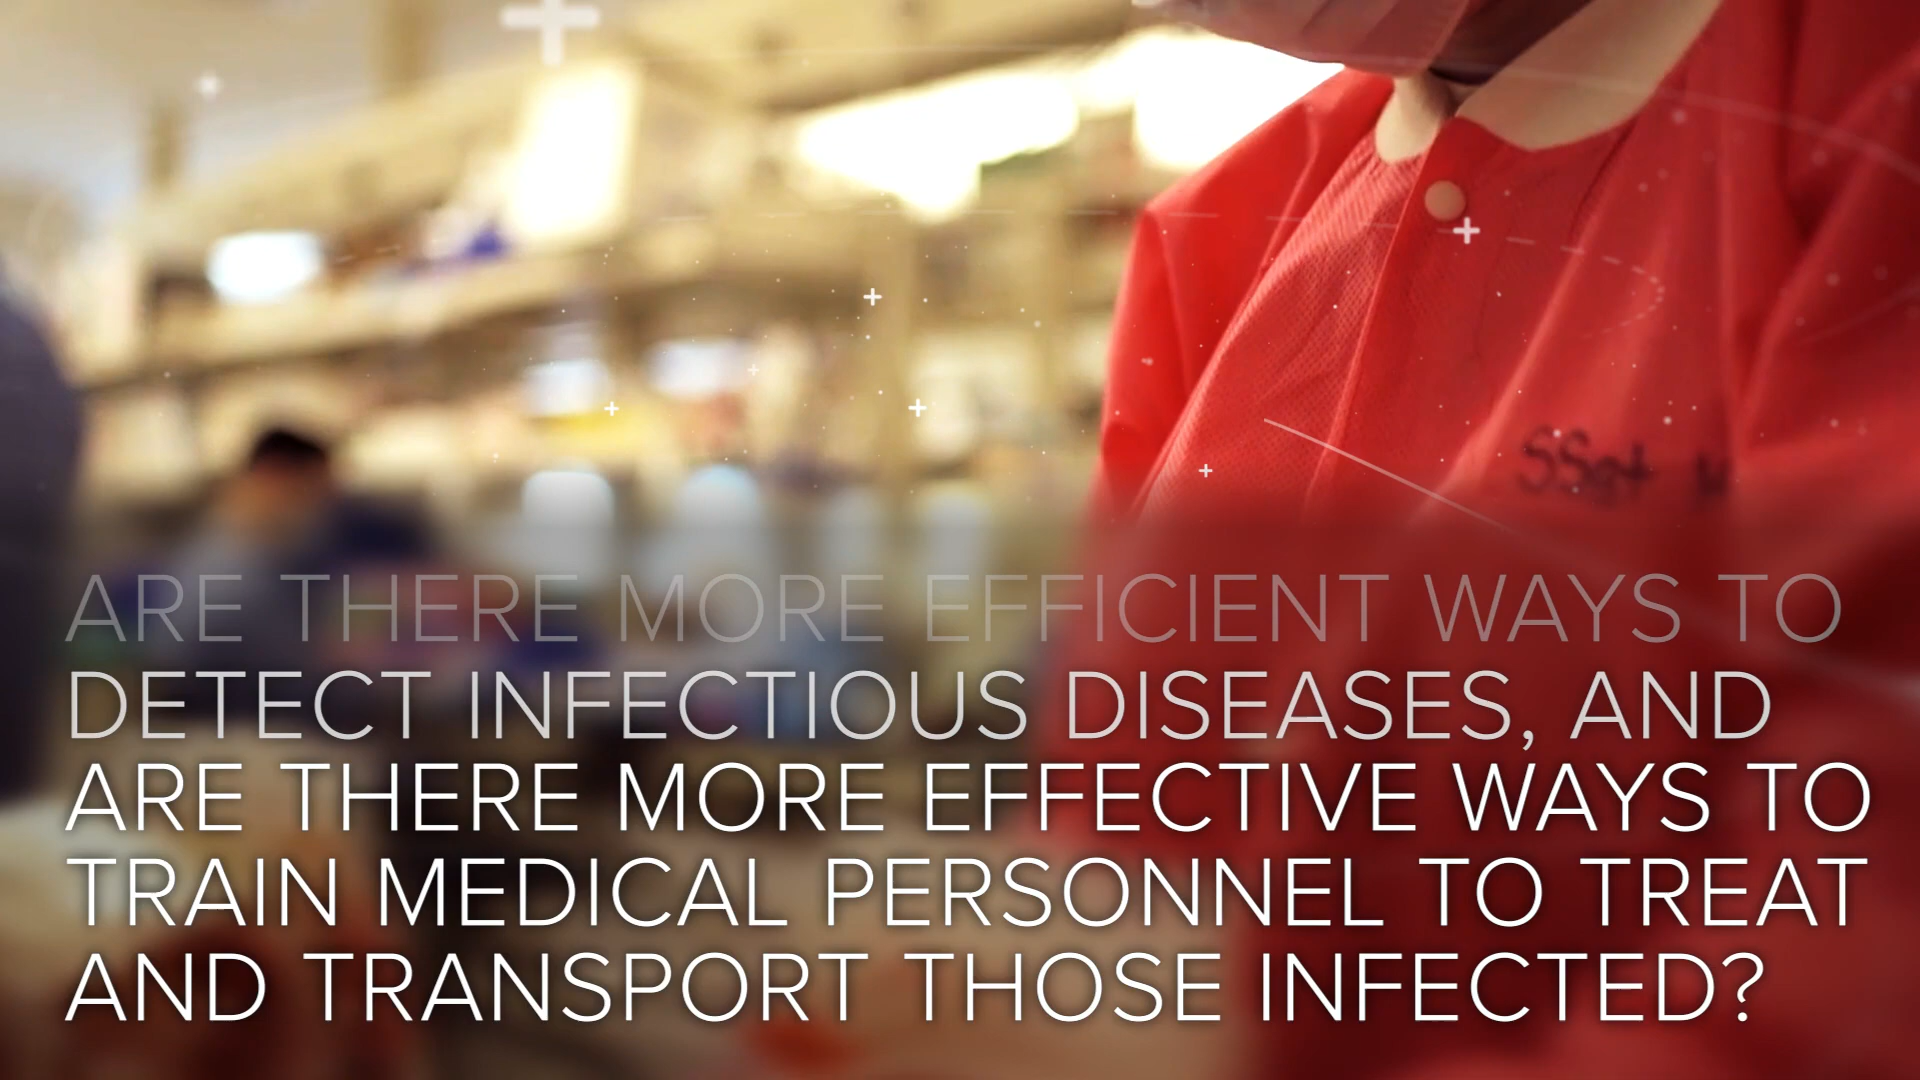 SSgt
ARE THERE MORE EFFICIENT WAYS TO
DETECT INFECTIOUS DISEASES, AND
ARE THERE MORE EFFECTIVE WAYS TO
TRAIN MEDICAL PERSONNEL TO TREAT
AND TRANSPORT THOSE INFECTED?